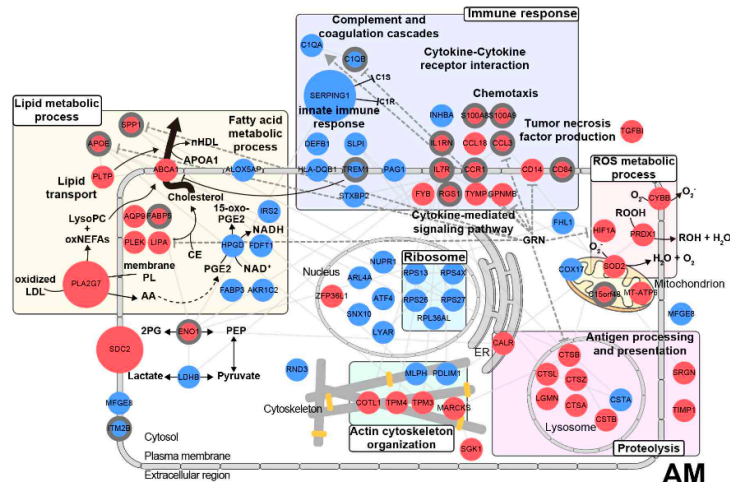 Immune response
Complement and
coagulation cascades
C1QA
C1QB
C1S
C1R
SERPING1
innate immune
response
Cytokine-Cytokine
receptor interaction
Chemotaxis
INHBA
S100A8
S100A9
IL1RN
CCL18
CCL3
Tumor necrosis
factor production
TGFBI
DEFB1
SLPI
HLA-DQB1
TREM1
PAG1
IL7R
CCR1
CD14
CD84
STXBP2
FYB
RGS1
TYMP
GPNMB
Cytokine-mediated
signaling pathway
GRN
Lipid metabolic
process
SPP1
Fatty acid
metabolic
process
APOE
nHDL
APOA1
PLTP
ABCA1
ALOX5AP
Lipid
transport
LysoPC
+
oxNEFAs
AQP9
FABP5
Cholesterol
15-oxo-
PGE2
IRS2
NADH
PLEK
LIPA
HPGD
FDFT1
CE
membrane
PL
PGE2
NAD⁺
PLA2G7
oxidized
LDL
AA
FABP3
AKR1C2
ROS metabolic
process
O₂
O₂⁻
CYBB
ROOH
FHL1
HIF1A
PRDX1
ROH + H₂O
O₂⁻
SOD2
H₂O + O₂
COX17
Mitochondrion
C15orf48
MT-ATP6
MFGE8
Nucleus
NUPR1
ARL4A
ZFP36L1
ATF4
SNX10
LYAR
Ribosome
RPS13
RPS4X
RPS26
RPS27
RPL36AL
ER
CALR
SDC2
2PG
ENO1
PEP
Lactate
LDHB
Pyruvate
MFGE8
ITM2B
Cytosol
Plasma membrane
Extracellular region
RND3
MLPH
PDLIM1
Cytoskeleton
COTL1
TPM4
TPM3
MARCKS
Actin cytoskeleton
organization
SGK1
Antigen processing
and presentation
CTSB
CTSL
CTSZ
LGMN
CTSA
CSTA
CTSB
Lysosome
SRGN
TIMP1
Proteolysis
AM